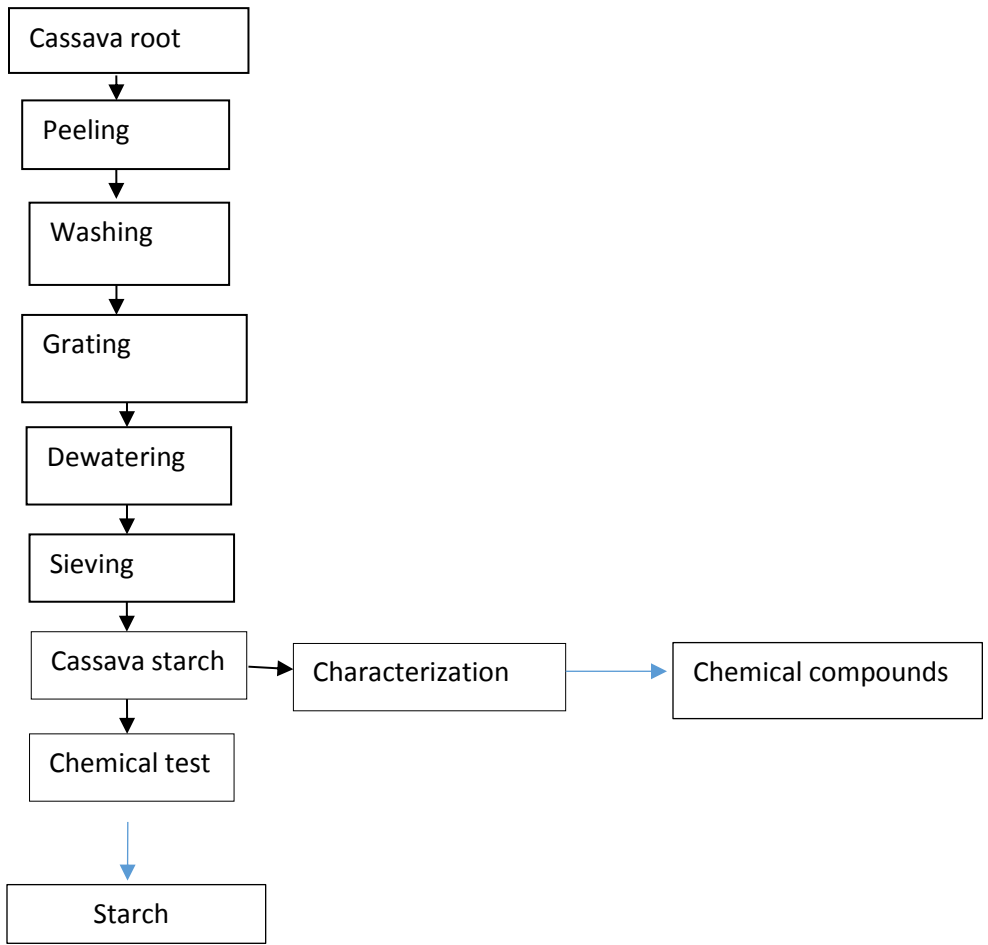 Cassava root
Peeling
Washing
Grating
Dewatering
Sieving
Cassava starch
Characterization
Chemical compounds
Chemical test
Starch